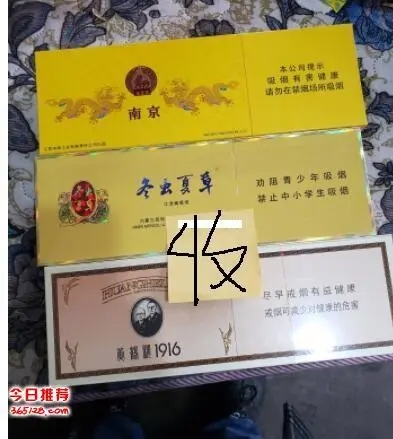 南京
本公司提示
吸烟有害健康
请勿在禁烟场所吸烟
冬虫夏草
劝阻青少年吸烟
禁止中小学生吸烟
收
黄鹤楼1916
尽早戒烟有益健康
戒烟可减少对健康的危害
今日推荐
365128.com